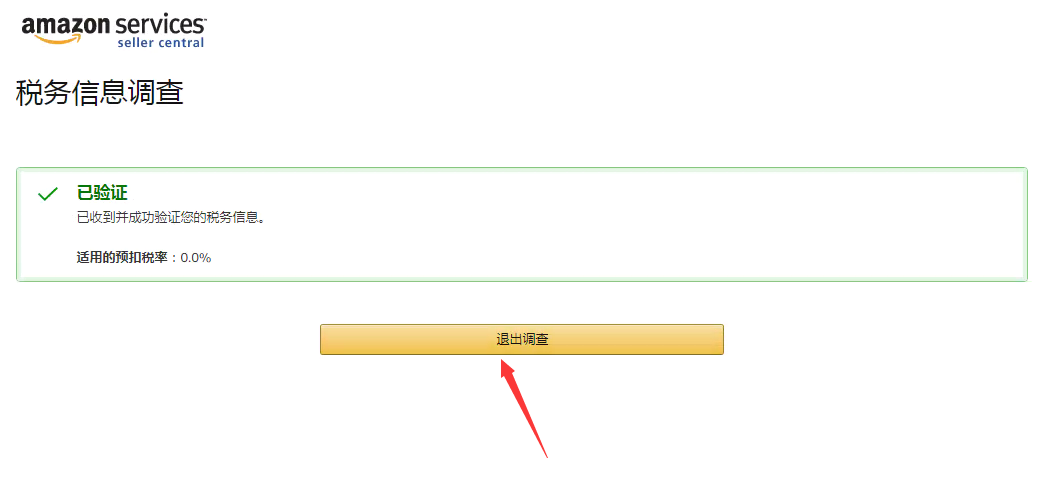 amazon services
seller central
税务信息调查
已验证
已收到并成功验证您的税务信息。
适用的预扣税率：0.0%
退出调查